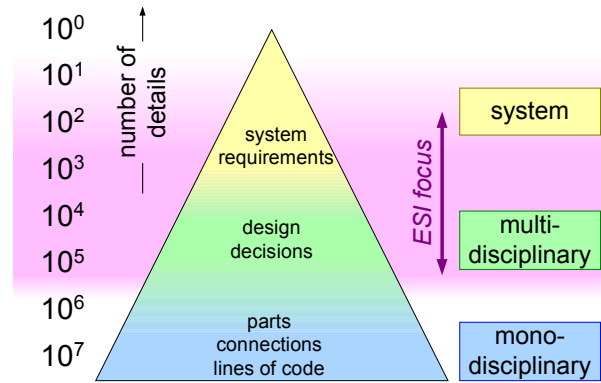 10⁰
10¹
10²
10³
10⁴
10⁵
10⁶
10⁷
number of
details
system
requirements
design
decisions
parts
connections
lines of code
ESI focus
system
multi-
disciplinary
mono-
disciplinary